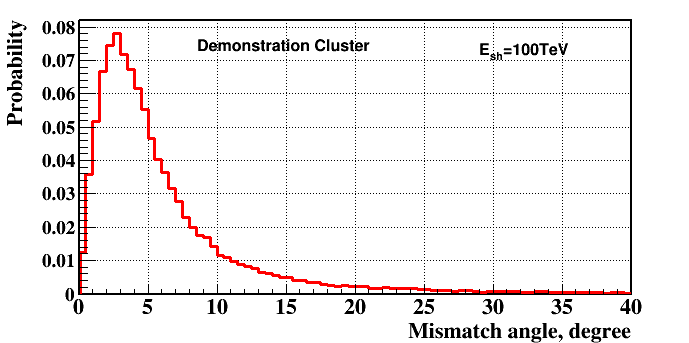 Probability
0.08
0.07
0.06
0.05
0.04
0.03
0.02
0.01
0
Demonstration Cluster
E_sh=100TeV
0 5 10 15 20 25 30 35 40
Mismatch angle, degree